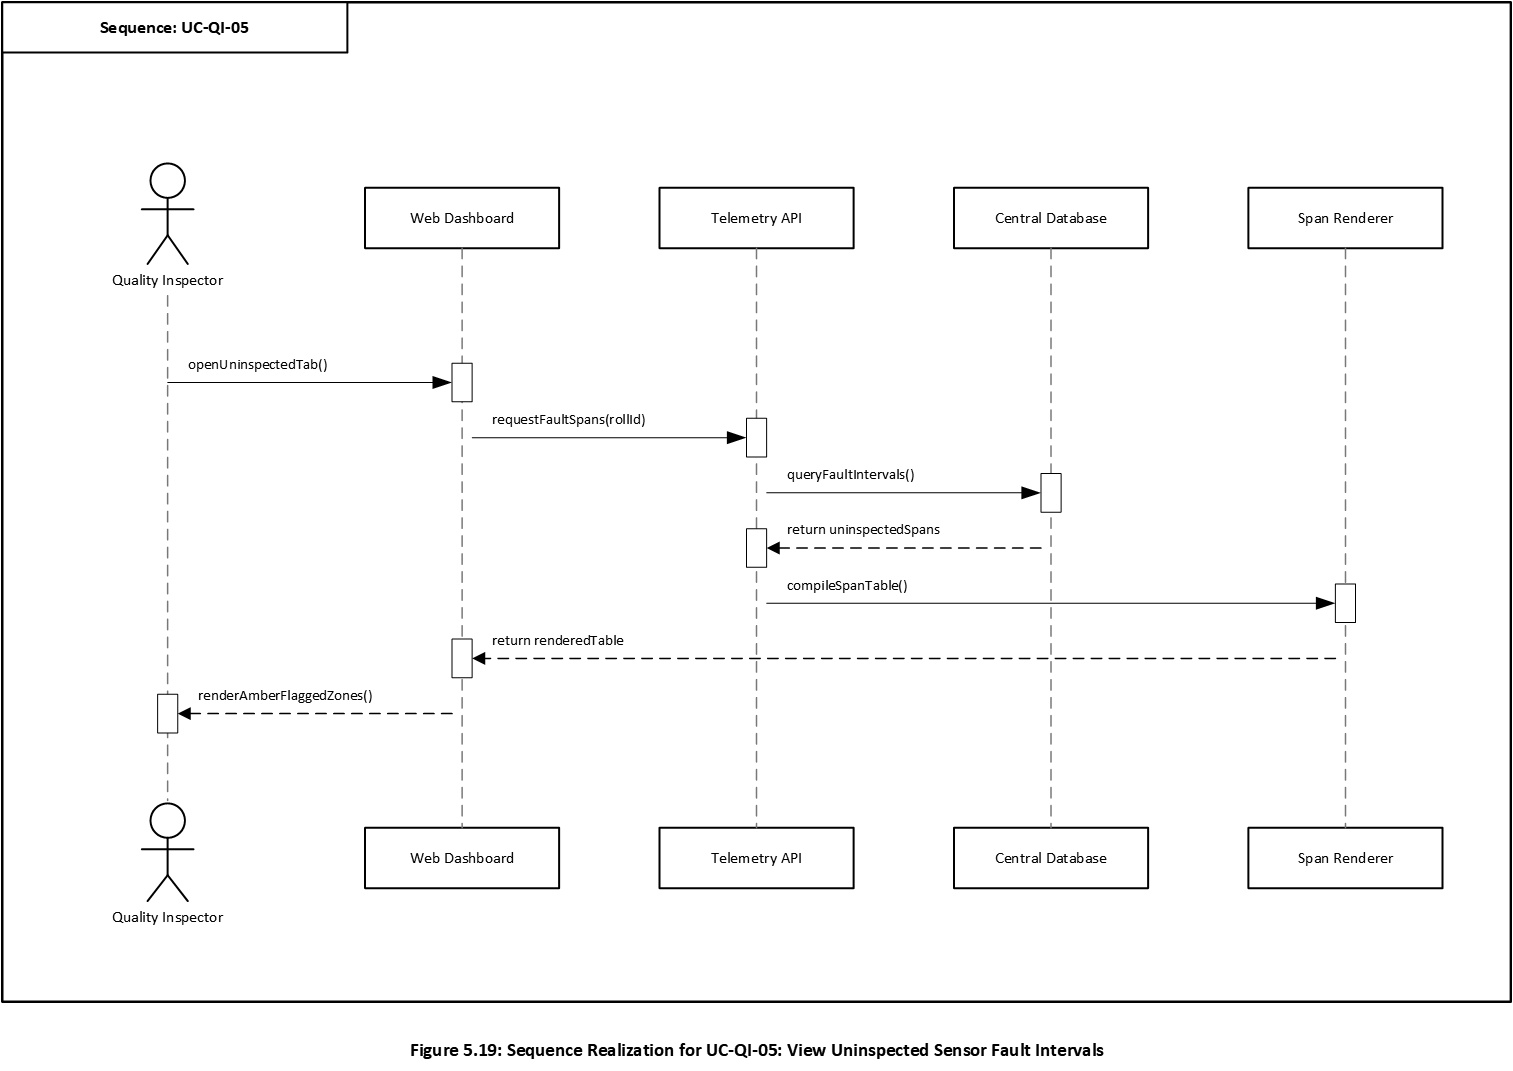 Sequence: UC-QI-05
Quality Inspector
Web Dashboard
Telemetry API
Central Database
Span Renderer
openUninspectedTab()
requestFaultSpans(rollId)
queryFaultIntervals()
return uninspectedSpans
compileSpanTable()
return renderedTable
renderAmberFlaggedZones()
Quality Inspector
Web Dashboard
Telemetry API
Central Database
Span Renderer
Figure 5.19: Sequence Realization for UC-QI-05: View Uninspected Sensor Fault Intervals